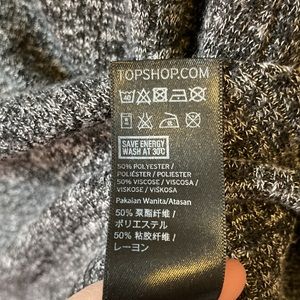 TOPSHOP.COM
SAVE ENERGY
WASH AT 30C
50% POLYESTER /
POLIÉSTER / POLYESTER
50% VISCOSE / VISCOSA /
VISKOSE / VISKOSA
Pakaian Wanita/Atasan
50% 聚酯纤维 /
ポリエステル
50% 粘胶纤维 /
レーヨン